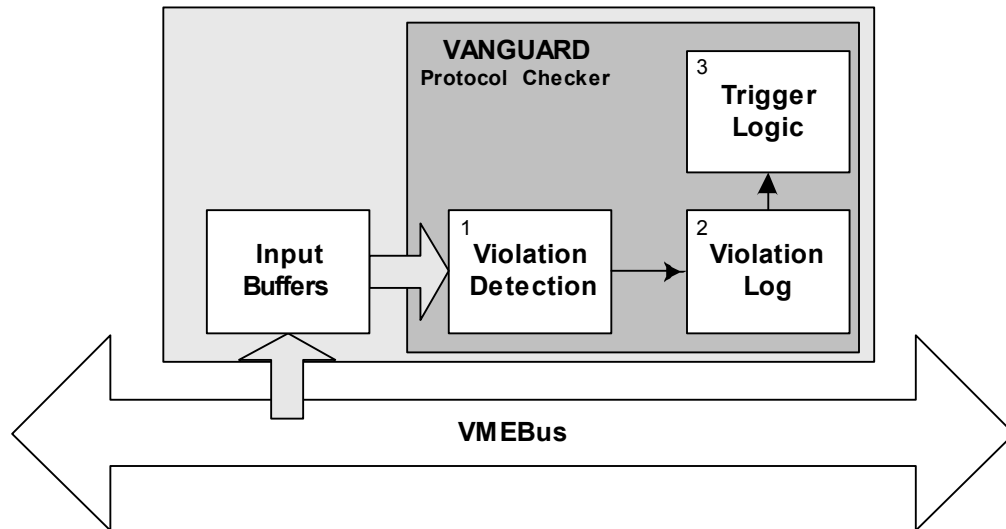 VANGUARD
Protocol Checker
3
Trigger
Logic
Input
Buffers
1
Violation
Detection
2
Violation
Log
VMEBus